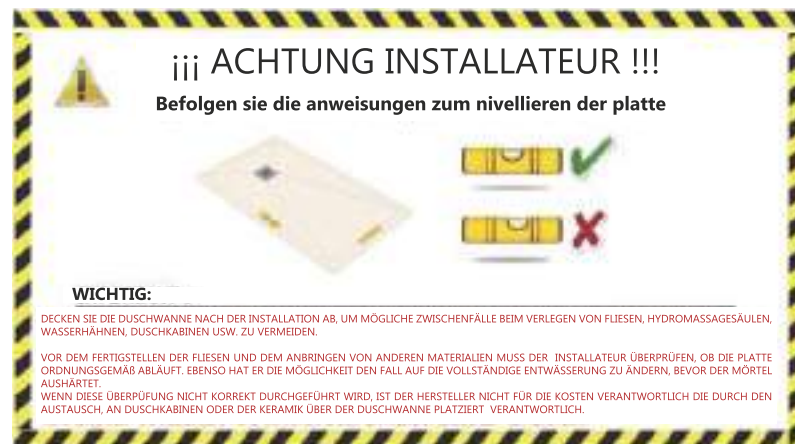 ¡¡¡ ACHTUNG INSTALLATEUR !!!
Befolgen sie die anweisungen zum nivellieren der platte
WICHTIG:
DECKEN SIE DIE DUSCHWANNE NACH DER INSTALLATION AB, UM MÖGLICHE ZWISCHENFÄLLE BEIM VERLEGEN VON FLIESEN, HYDROMASSAGESÄULEN,
WASSERHÄHNEN, DUSCHKABINEN USW. ZU VERMEIDEN.
VOR DEM FERTIGSTELLEN DER FLIESEN UND DEM ANBRINGEN VON ANDEREN MATERIALIEN MUSS DER INSTALLATEUR ÜBERPRÜFEN, OB DIE PLATTE
ORDNUNGSGEMÄß ABLÄUFT. EBENSO HAT ER DIE MÖGLICHKEIT DEN FALL AUF DIE VOLLSTÄNDIGE ENTWÄSSERUNG ZU ÄNDERN, BEVOR DER MÖRTEL
AUSHÄRTET.
WENN DIESE ÜBERPÜFUNG NICHT KORREKT DURCHGEFÜHRT WIRD, IST DER HERSTELLER NICHT FÜR DIE KOSTEN VERANTWORTLICH DIE DURCH DEN
AUSTAUSCH, AN DUSCHKABINEN ODER DER KERAMIK ÜBER DER DUSCHWANNE PLATZIERT VERANTWORTLICH.